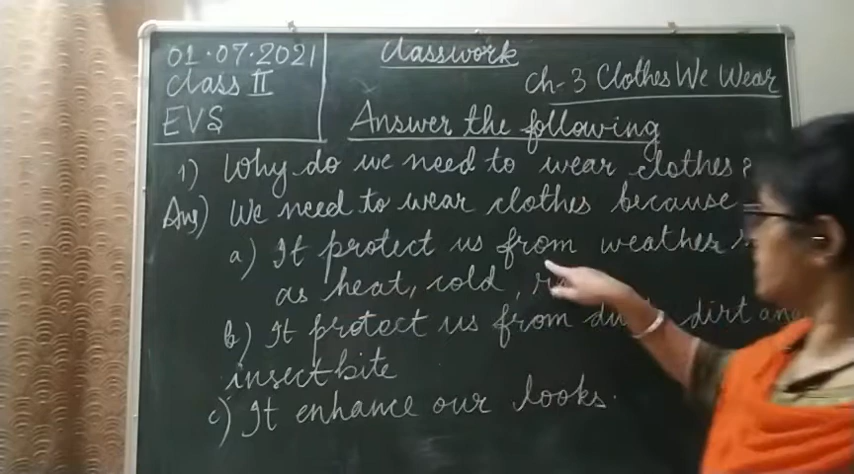 01.07.2021
Class II
EVS
Classwork
Ch-3 Clothes We Wear
Answer the following
1) Why do we need to wear clothes ?
Ans) We need to wear clothes because
a) It protect us from weather
as heat, cold,
b) It protect us from dirt and
insect bite
c) It enhance our looks.